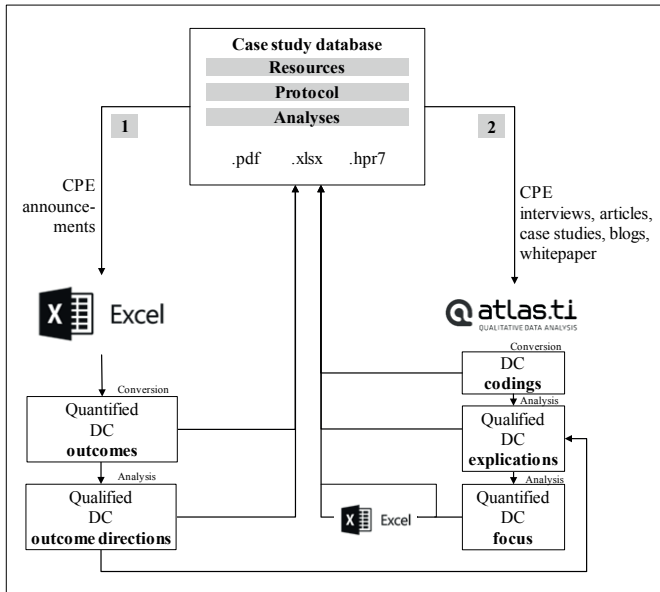 Case study database
Resources
Protocol
Analyses
.pdf .xlsx .hpr7
1
CPE
announce-
ments
X
Excel
Conversion
Quantified
DC
outcomes
Analysis
Qualified
DC
outcome directions
2
CPE
interviews, articles,
case studies, blogs,
whitepaper
atlas.ti
QUALITATIVE DATA ANALYSIS
Conversion
DC
codings
Analysis
Qualified
DC
explications
Analysis
Quantified
DC
focus
X
Excel